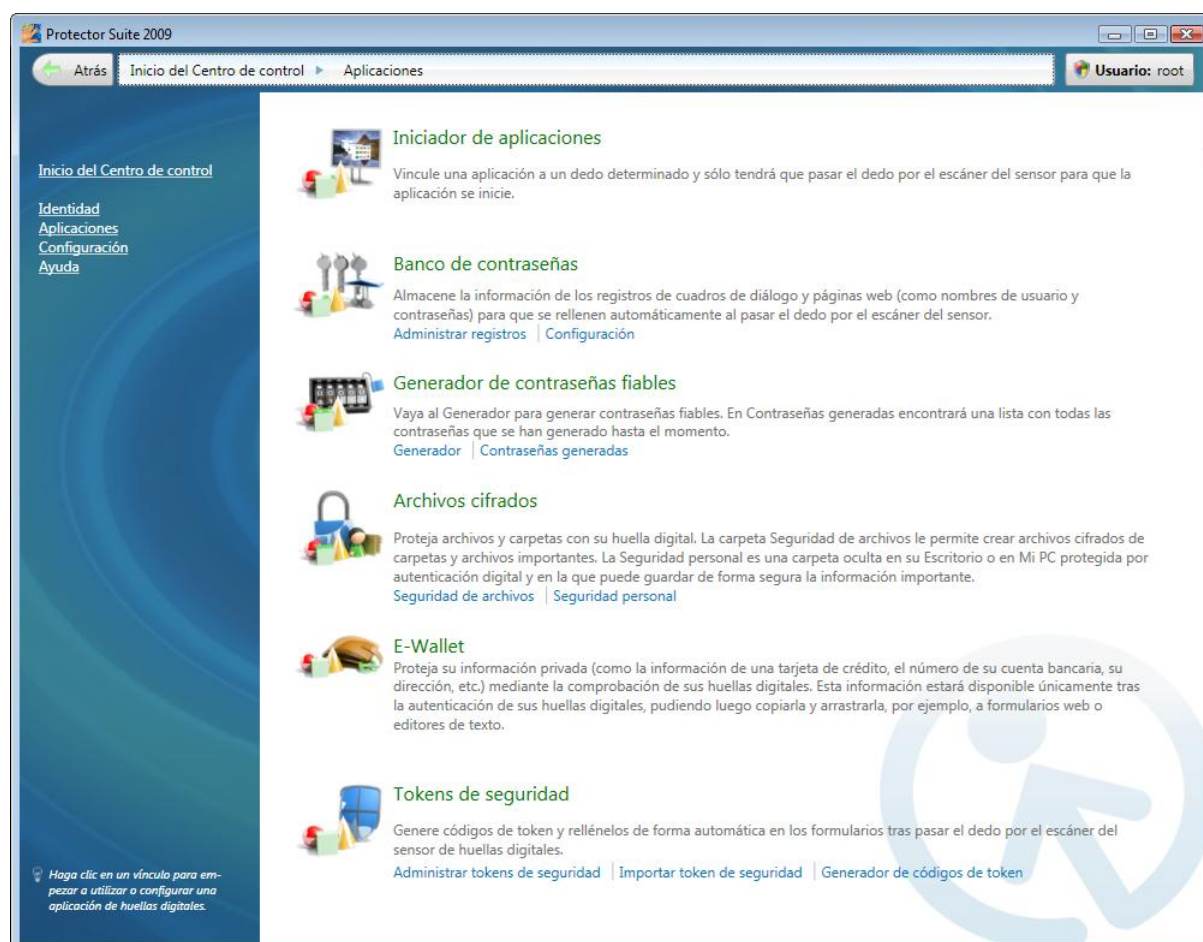 Protector Suite 2009
Atrás
Inicio del Centro de control
Aplicaciones
Usuario: root
Inicio del Centro de control
Identidad
Aplicaciones
Configuración
Ayuda
Haga clic en un vínculo para em-
pezar a utilizar o configurar una
aplicación de huellas digitales.
Iniciador de aplicaciones
Vincule una aplicación a un dedo determinado y sólo tendrá que pasar el dedo por el escáner del sensor para que la
aplicación se inicie.
Banco de contraseñas
Almacene la información de los registros de cuadros de diálogo y páginas web (como nombres de usuario y
contraseñas) para que se rellenen automáticamente al pasar el dedo por el escáner del sensor.
Administrar registros | Configuración
Generador de contraseñas fiables
Vaya al Generador para generar contraseñas fiables. En Contraseñas generadas encontrará una lista con todas las
contraseñas que se han generado hasta el momento.
Generador | Contraseñas generadas
Archivos cifrados
Proteja archivos y carpetas con su huella digital. La carpeta Seguridad de archivos le permite crear archivos cifrados de
carpetas y archivos importantes. La Seguridad personal es una carpeta oculta en su Escritorio o en Mi PC protegida por
autenticación digital y en la que puede guardar de forma segura la información importante.
Seguridad de archivos | Seguridad personal
E-Wallet
Proteja su información privada (como la información de una tarjeta de crédito, el número de su cuenta bancaria, su
dirección, etc.) mediante la comprobación de sus huellas digitales. Esta información estará disponible únicamente tras
la autenticación de sus huellas digitales, pudiendo luego copiarla y arrastrarla, por ejemplo, a formularios web o
editores de texto.
Tokens de seguridad
Genere códigos de token y rellénelos de forma automática en los formularios tras pasar el dedo por el escáner del
sensor de huellas digitales.
Administrar tokens de seguridad | Importar token de seguridad | Generador de códigos de token